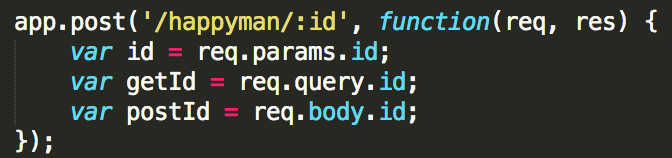 app.post('/happyman/:id', function(req, res) {
    var id = req.params.id;
    var getId = req.query.id;
    var postId = req.body.id;
});